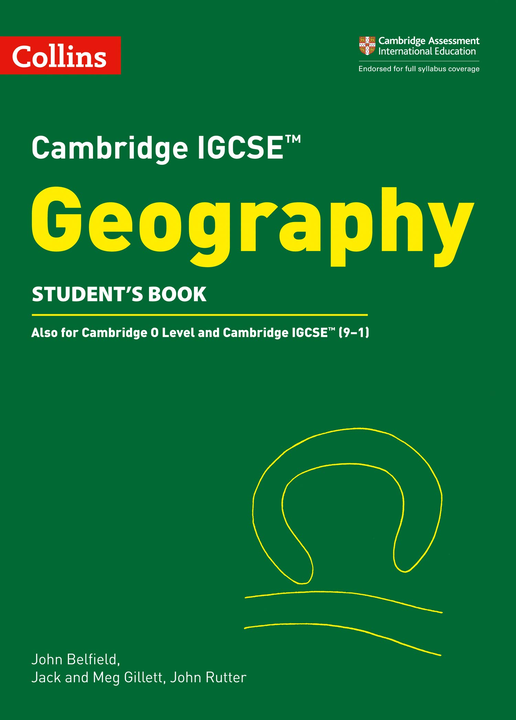 Collins
Cambridge Assessment
International Education
Endorsed for full syllabus coverage
Cambridge IGCSE™
Geography
STUDENT'S BOOK
Also for Cambridge O Level and Cambridge IGCSE™ (9–1)
John Belfield,
Jack and Meg Gillett, John Rutter